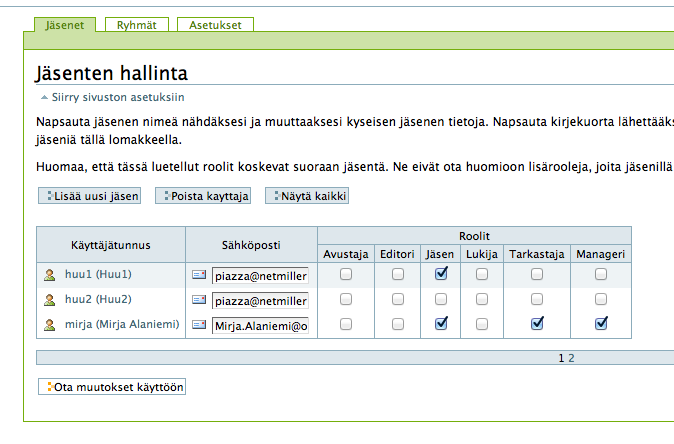 Jäsenet Ryhmät Asetukset
Jäsenten hallinta
Siirry sivuston asetuksiin
Napsauta jäsenen nimeä nähdäksesi ja muuttaaksesi kyseisen jäsenen tietoja. Napsauta kirjekuorta lähettääks
jäseniä tällä lomakkeella.
Huomaa, että tässä luetellut roolit koskevat suoraan jäsentä. Ne eivät ota huomioon lisärooleja, joita jäsenillä
Lisää uusi jäsen Poista kayttaja Näytä kaikki
Käyttäjätunnus Sähköposti Roolit
Avustaja Editori Jäsen Lukija Tarkastaja Manageri
huu1 (Huu1) piazza@netmiller
huu2 (Huu2) piazza@netmiller
mirja (Mirja Alaniemi) Mirja.Alaniemi@o
1 2
Ota muutokset käyttöön